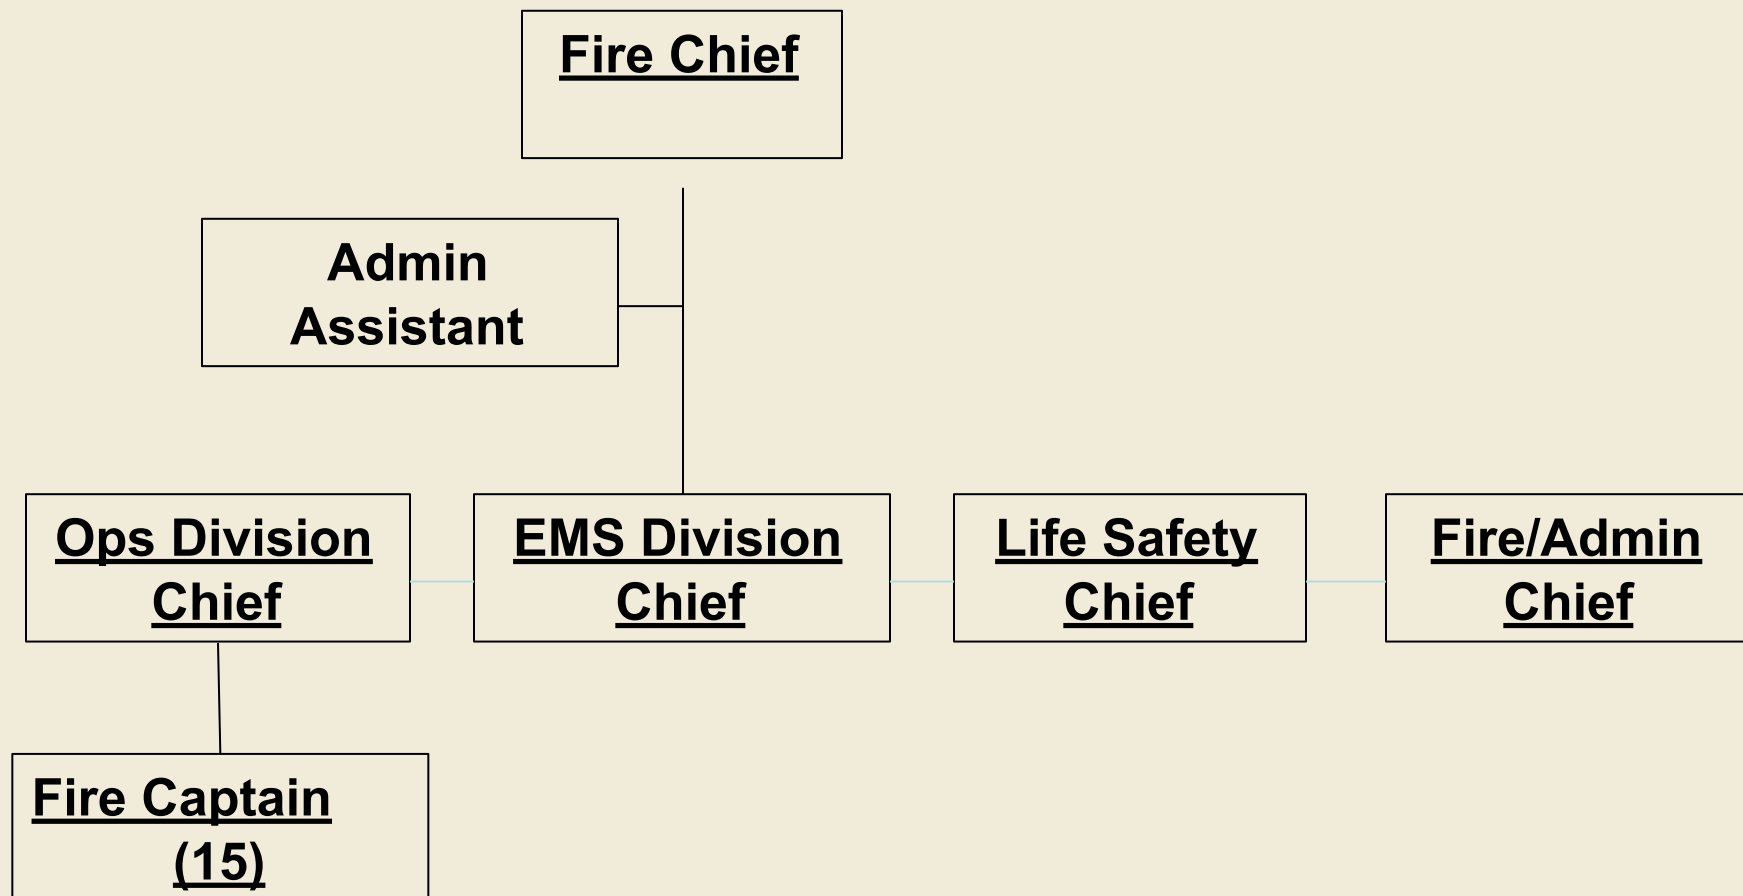 Fire Chief
Admin
Assistant
Ops Division
Chief
EMS Division
Chief
Life Safety
Chief
Fire/Admin
Chief
Fire Captain
(15)